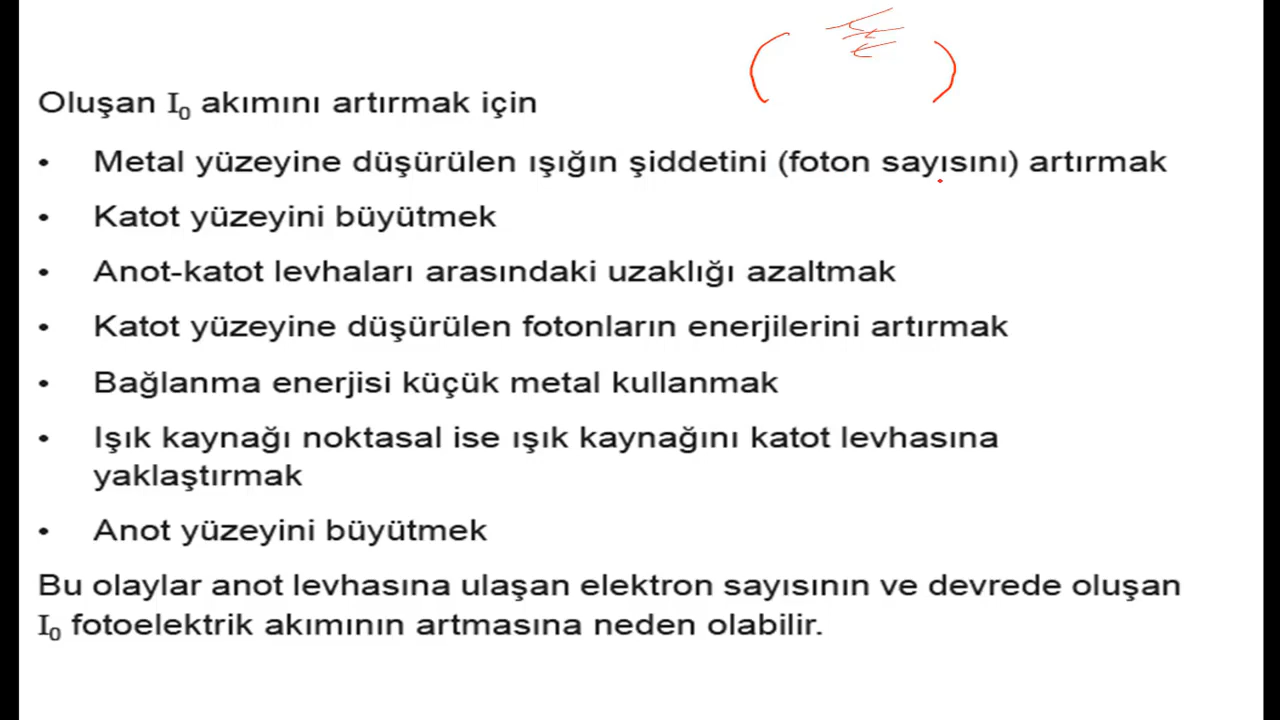 Oluşan I₀ akımını artırmak için
• Metal yüzeyine düşürülen ışığın şiddetini (foton sayısını) artırmak
• Katot yüzeyini büyütmek
• Anot-katot levhaları arasındaki uzaklığı azaltmak
• Katot yüzeyine düşürülen fotonların enerjilerini artırmak
• Bağlanma enerjisi küçük metal kullanmak
• Işık kaynağı noktasal ise ışık kaynağını katot levhasına
yaklaştırmak
• Anot yüzeyini büyütmek
Bu olaylar anot levhasına ulaşan elektron sayısının ve devrede oluşan
I₀ fotoelektrik akımının artmasına neden olabilir.